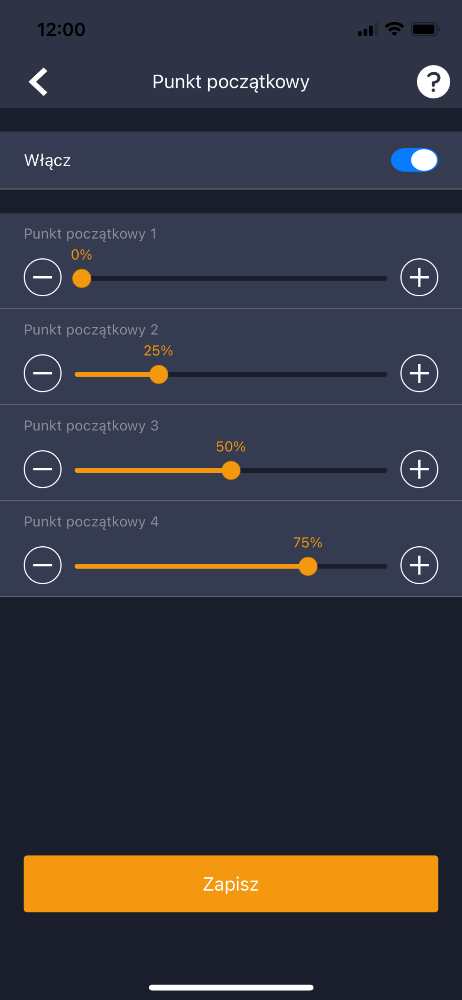 12:00
Punkt początkowy
?
Włącz
Punkt początkowy 1
0%
Punkt początkowy 2
25%
Punkt początkowy 3
50%
Punkt początkowy 4
75%
Zapisz